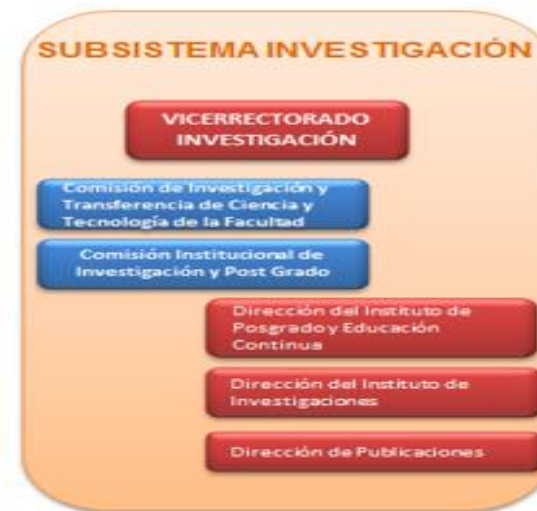 SUBSISTEMA INVESTIGACIÓN
VICERRECTORADO
INVESTIGACIÓN
Comisión de Investigación y
Transferencia de Ciencia y
Tecnología de la Facultad
Comisión Institucional de
Investigación y Post Grado
Dirección del Instituto de
Posgrado y Educación
Continua
Dirección del Instituto de
Investigaciones
Dirección de Publicaciones